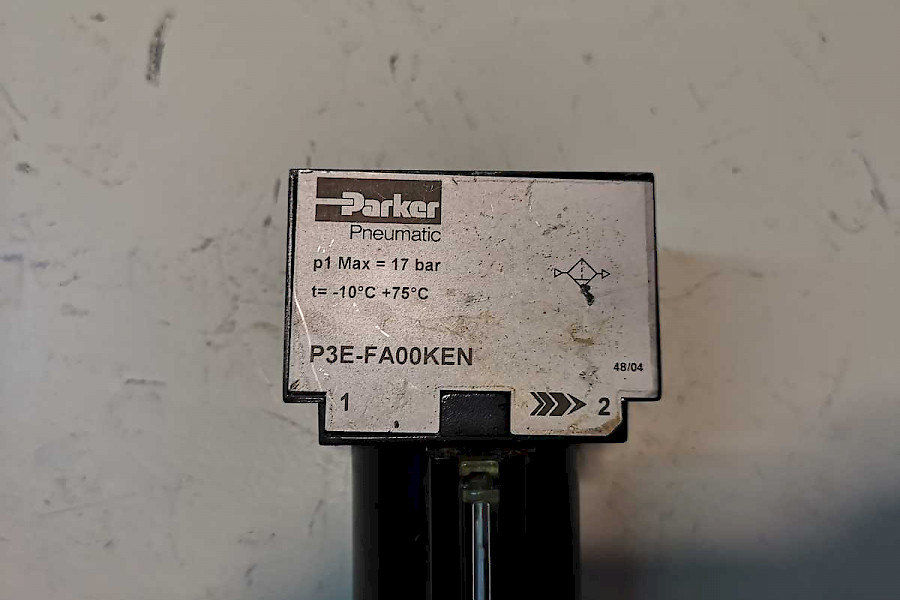 Parker
Pneumatic
p1 Max = 17 bar
t= -10°C +75°C
P3E-FA00KEN
48/04
1
2